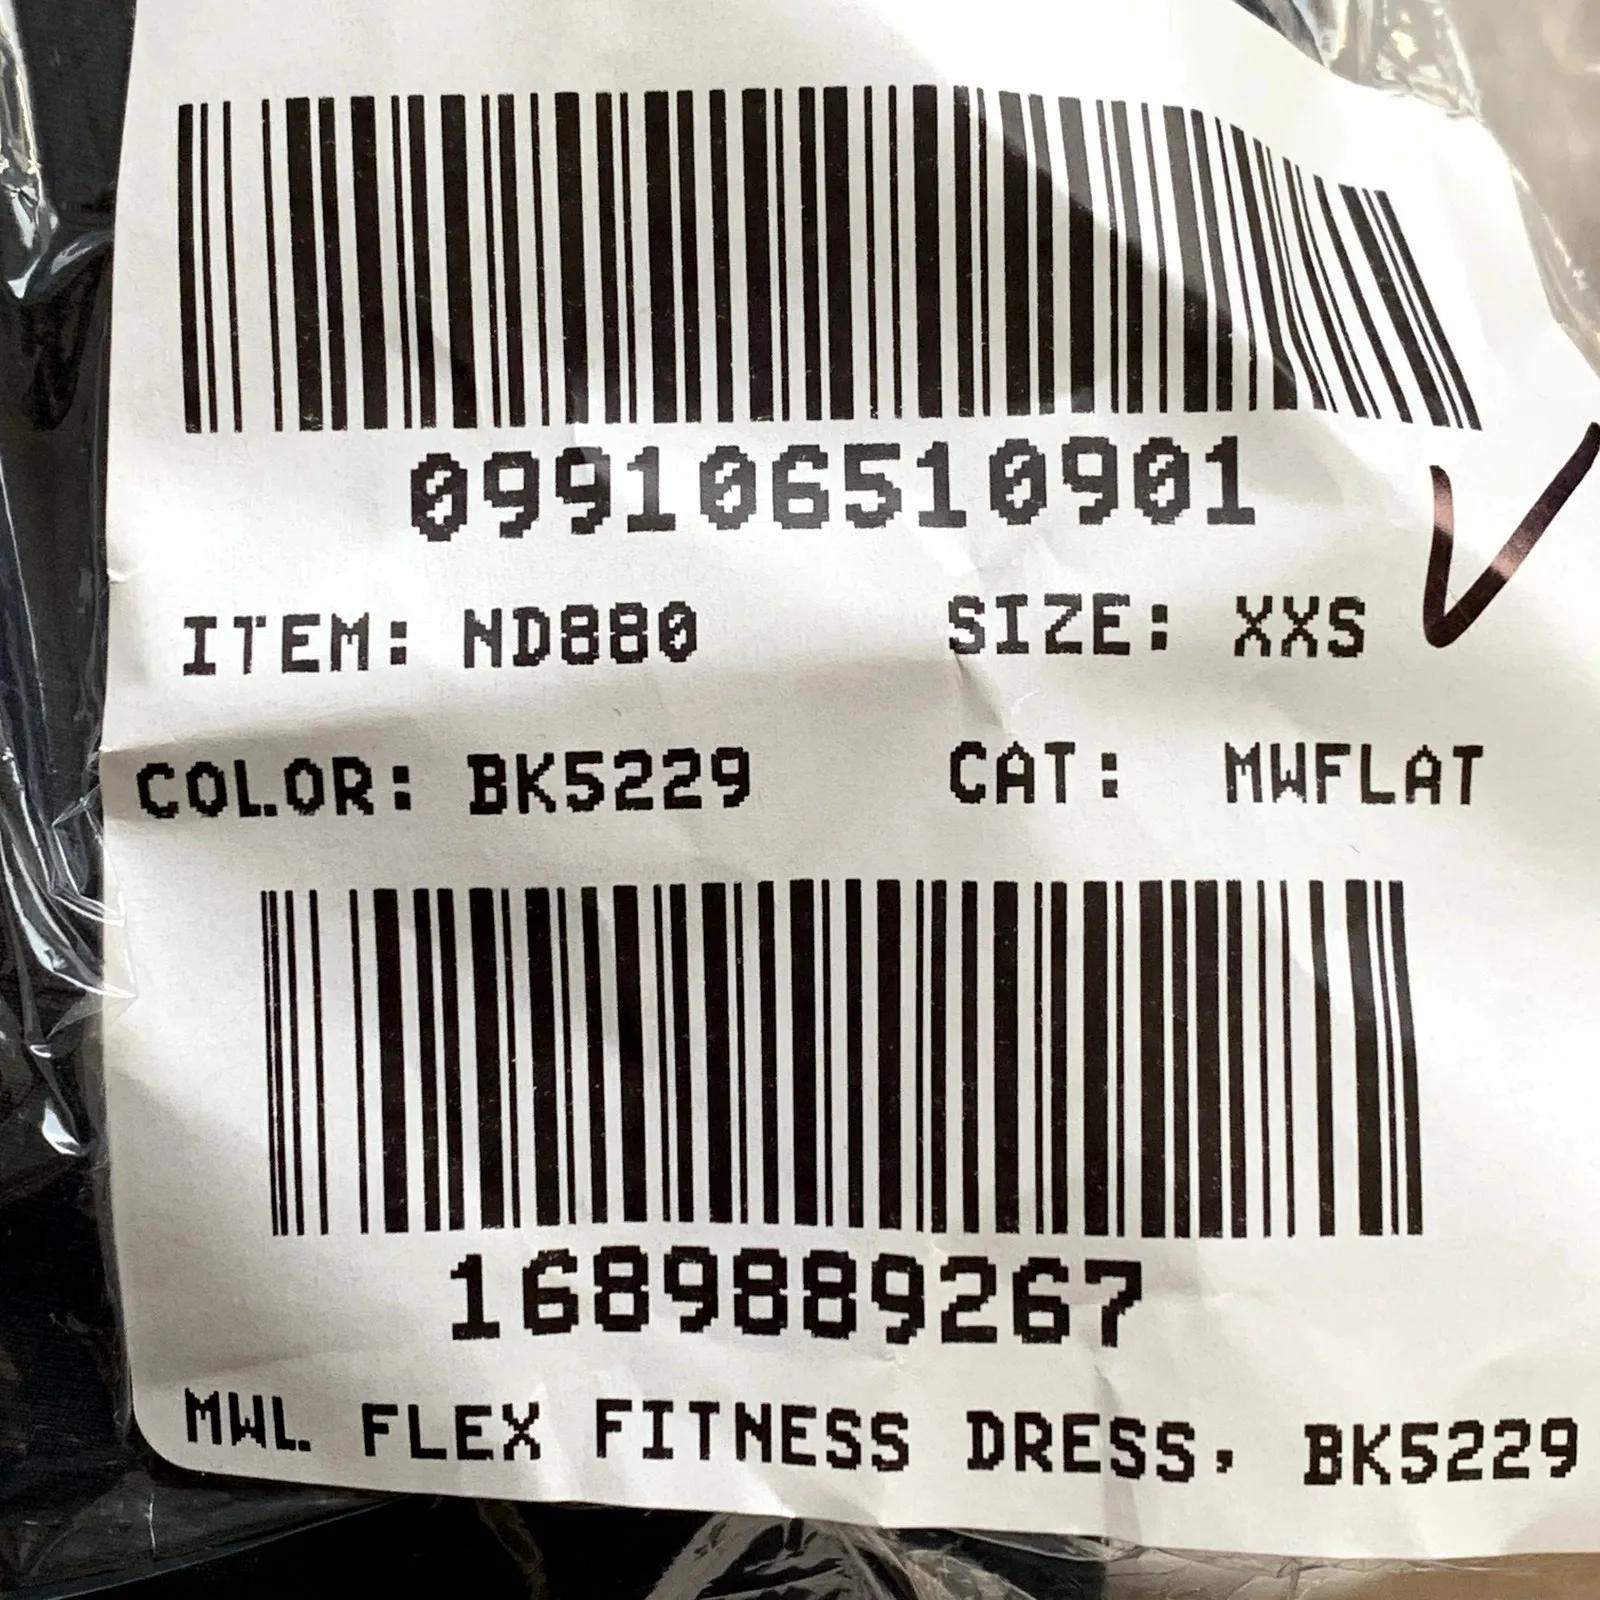 099106510901
ITEM: ND880 SIZE: XXS
COLOR: BK5229 CAT: MWFLAT
1689889267
MWL FLEX FITNESS DRESS, BK5229